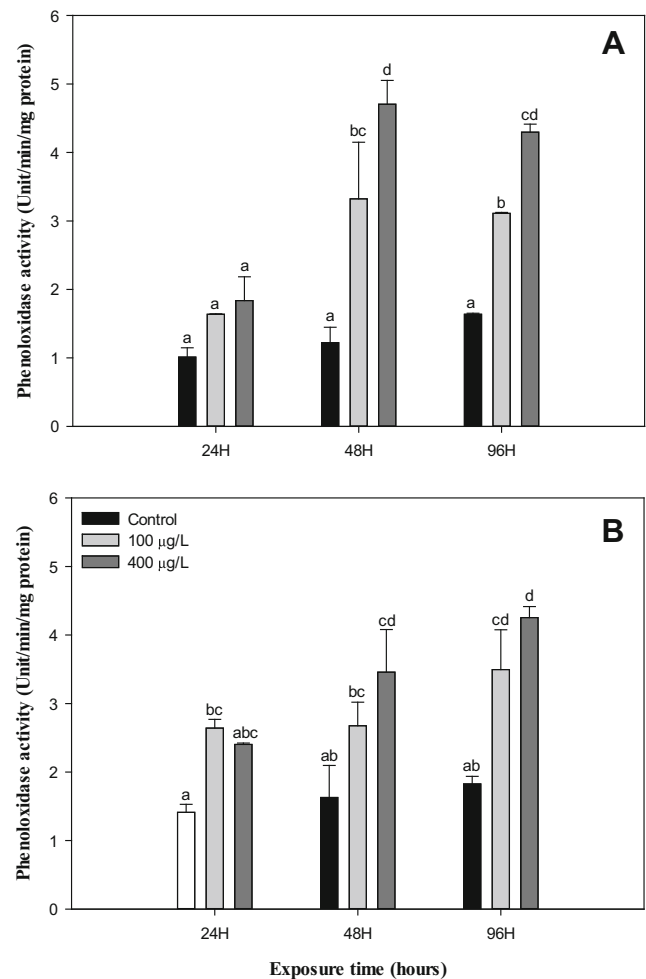 A
Phenoloxidase activity (Unit/min/mg protein)
6
5
4
3
2
1
0
a
a
a
a
bc
d
a
b
cd
24H
48H
96H
B
Phenoloxidase activity (Unit/min/mg protein)
6
5
4
3
2
1
0
Control
100 μg/L
400 μg/L
a
bc
abc
ab
bc
cd
ab
cd
d
24H
48H
96H
Exposure time (hours)